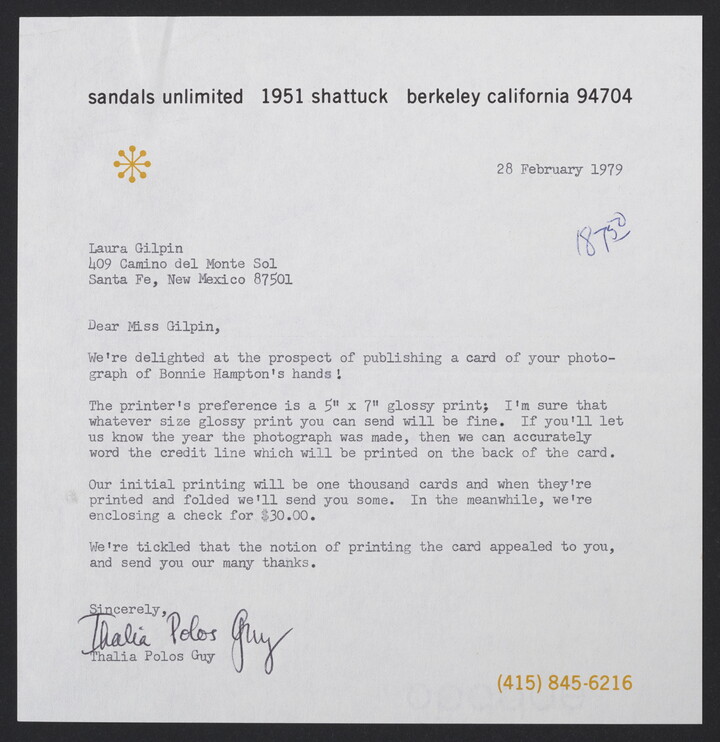 sandals unlimited 1951 shattuck berkeley california 94704
28 February 1979
18750
Laura Gilpin
409 Camino del Monte Sol
Santa Fe, New Mexico 87501
Dear Miss Gilpin,
We're delighted at the prospect of publishing a card of your photo-
graph of Bonnie Hampton's hands!
The printer's preference is a 5" x 7" glossy print; I'm sure that
whatever size glossy print you can send will be fine. If you'll let
us know the year the photograph was made, then we can accurately
word the credit line which will be printed on the back of the card.
Our initial printing will be one thousand cards and when they're
printed and folded we'll send you some. In the meanwhile, we're
enclosing a check for $30.00.
We're tickled that the notion of printing the card appealed to you,
and send you our many thanks.
Sincerely,
Thalia Polos Guy
Thalia Polos Guy
(415) 845-6216